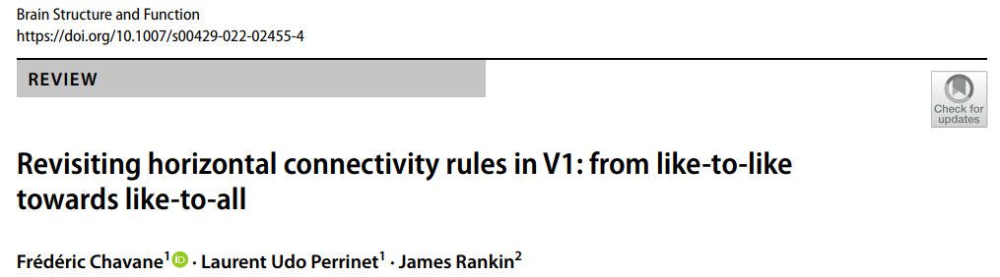 Brain Structure and Function
https://doi.org/10.1007/s00429-022-02455-4
REVIEW
Check for
updates
Revisiting horizontal connectivity rules in V1: from like-to-like
towards like-to-all
Frédéric Chavane1 iD · Laurent Udo Perrinet1 · James Rankin2